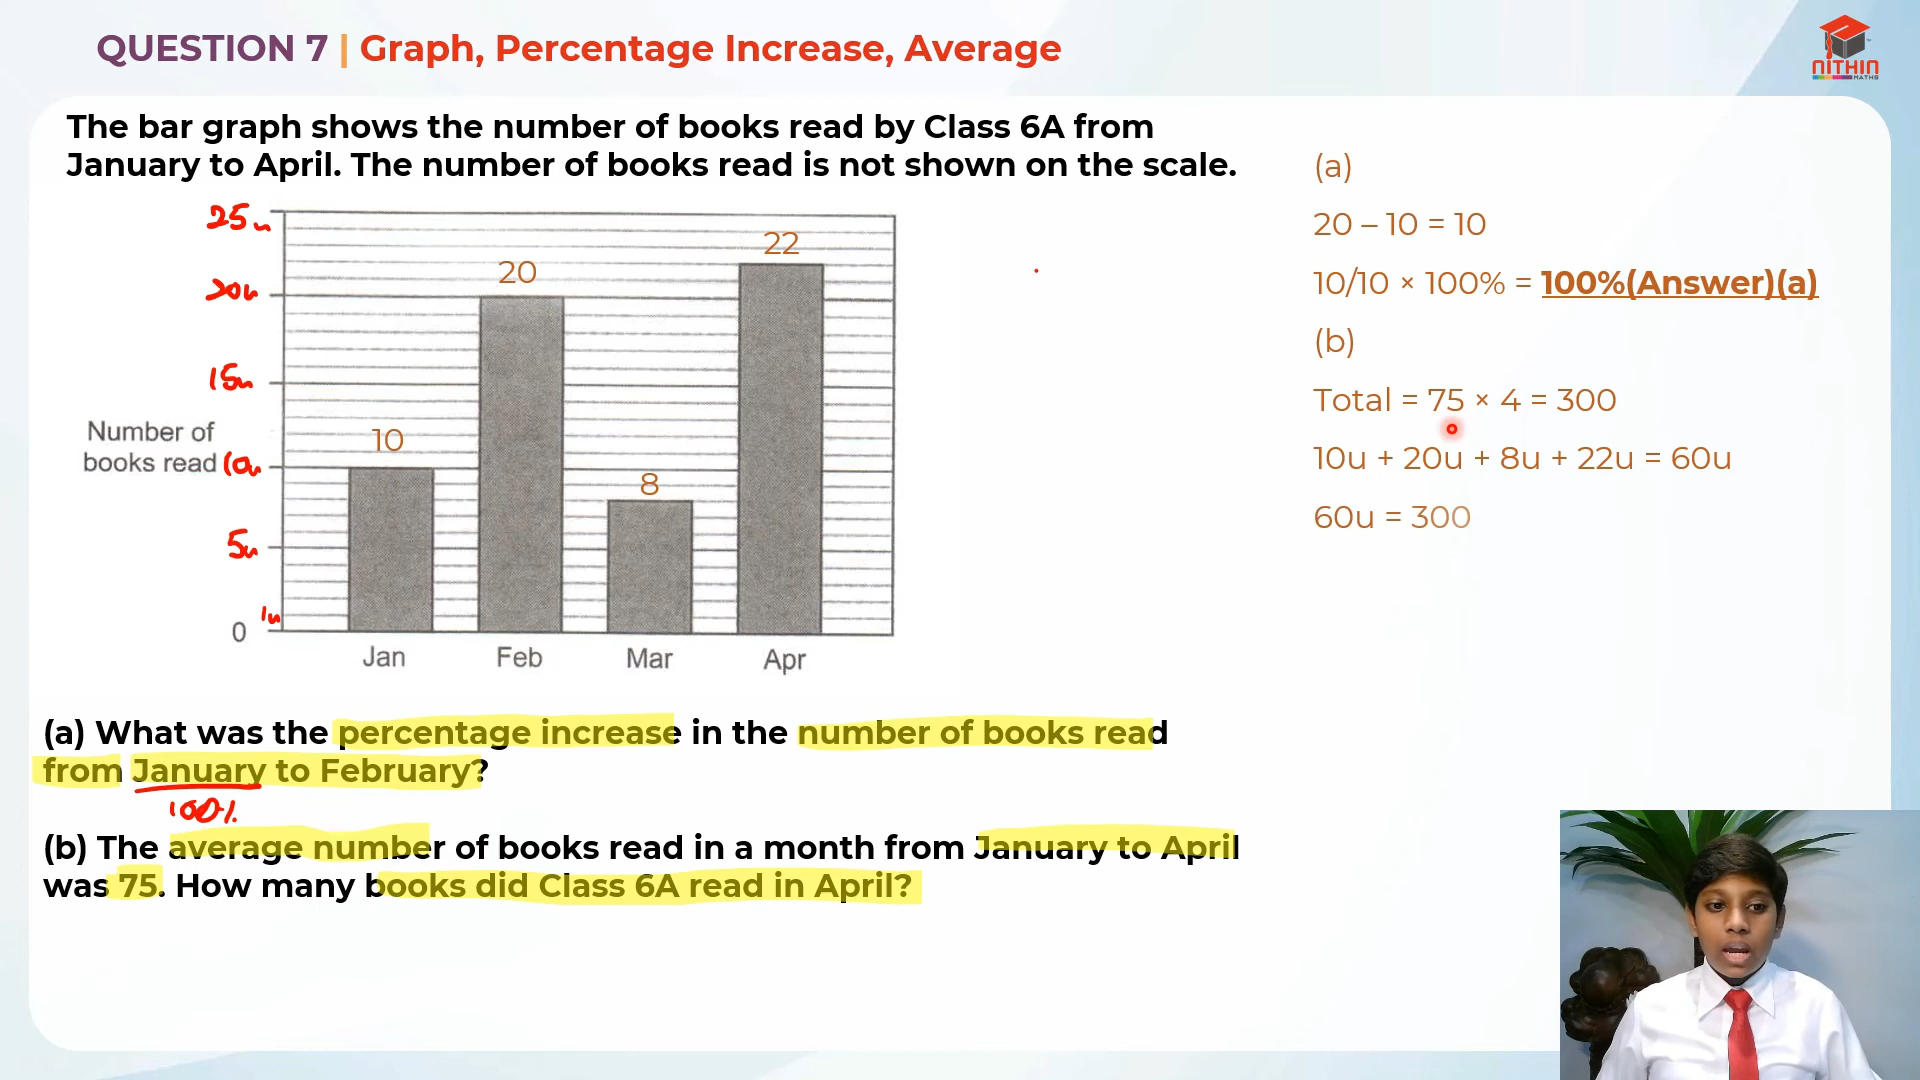 QUESTION 7 | Graph, Percentage Increase, Average
NITHIN
MATHS
The bar graph shows the number of books read by Class 6A from
January to April. The number of books read is not shown on the scale.
25u
20u
15u
10u
5u
1u
0
Number of
books read
10
20
8
22
Jan
Feb
Mar
Apr
(a)
20 – 10 = 10
10/10 × 100% = 100%(Answer)(a)
(b)
Total = 75 × 4 = 300
10u + 20u + 8u + 22u = 60u
60u = 300
(a) What was the percentage increase in the number of books read
from January to February?
100%
(b) The average number of books read in a month from January to April
was 75. How many books did Class 6A read in April?